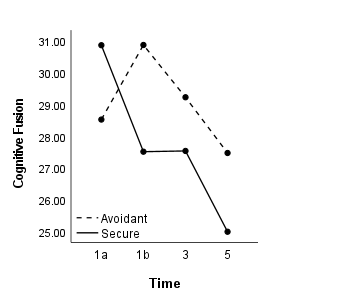 31.00
30.00
29.00
28.00
27.00
26.00
25.00
Cognitive Fusion
Avoidant
Secure
1a 1b 3 5
Time